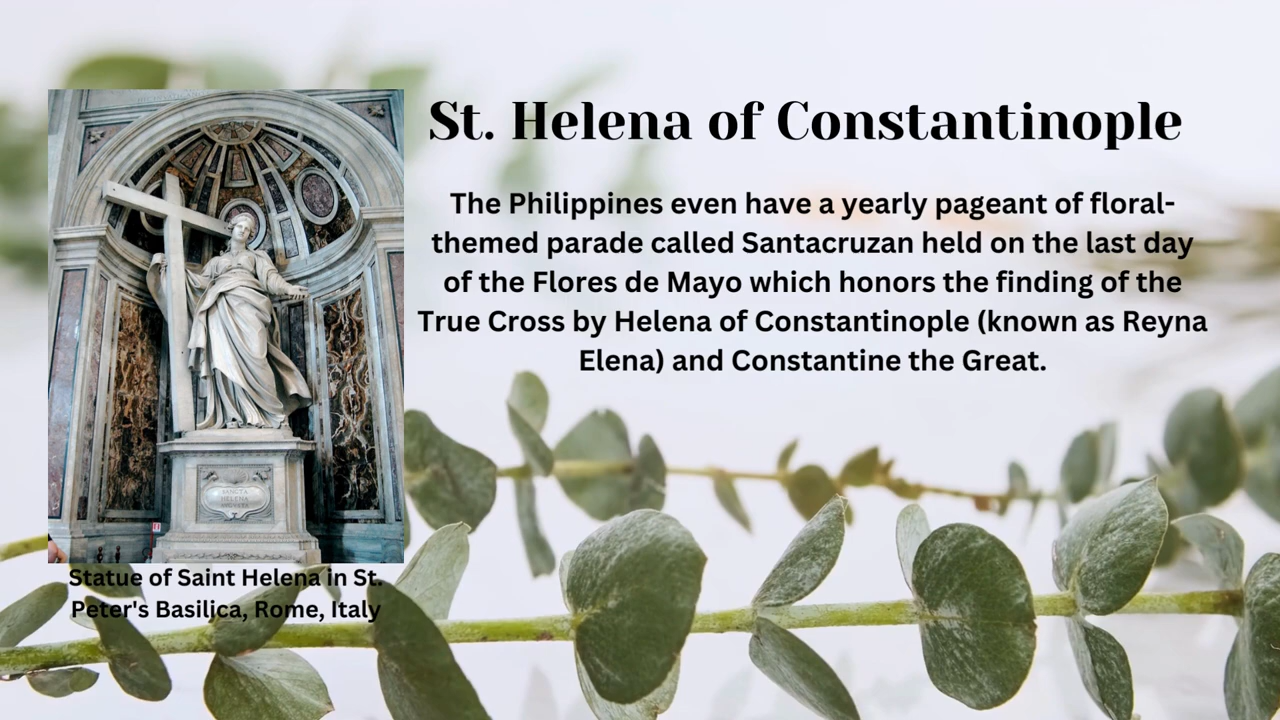 St. Helena of Constantinople
The Philippines even have a yearly pageant of floral-
themed parade called Santacruzan held on the last day
of the Flores de Mayo which honors the finding of the
True Cross by Helena of Constantinople (known as Reyna
Elena) and Constantine the Great.
SANCTA
HELENA
Statue of Saint Helena in St.
Peter's Basilica, Rome, Italy